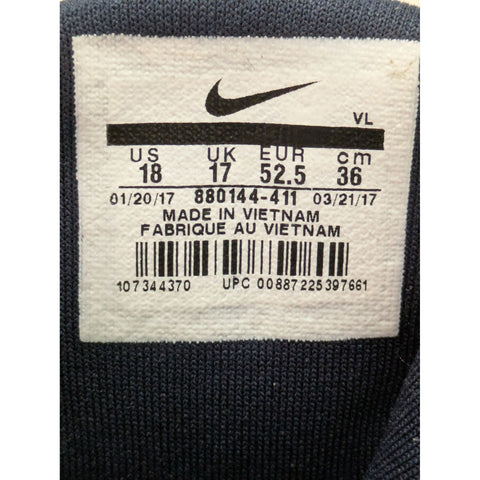 VL
US UK EUR cm
18 17 52.5 36
01/20/17 880144-411 03/21/17
MADE IN VIETNAM
FABRIQUE AU VIETNAM
107344370 UPC 00887225397661